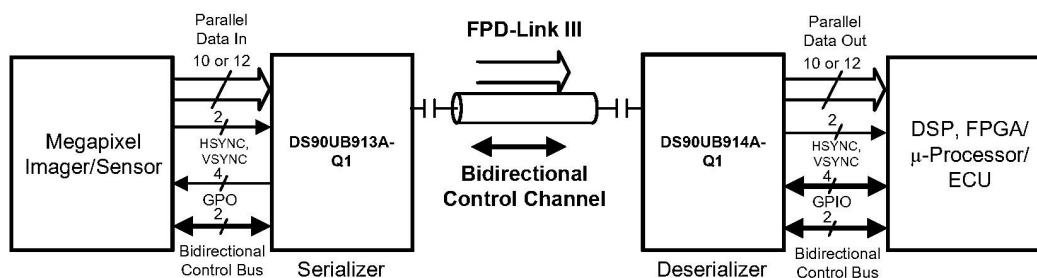 Parallel
Data In
10 or 12
2
HSYNC,
VSYNC
4
GPO
2
Bidirectional
Control Bus
Megapixel
Imager/Sensor
DS90UB913A-
Q1
Serializer
FPD-Link III
Bidirectional
Control Channel
DS90UB914A-
Q1
Deserializer
Parallel
Data Out
10 or 12
2
HSYNC,
VSYNC
4
GPIO
2
Bidirectional
Control Bus
DSP, FPGA/
µ-Processor/
ECU